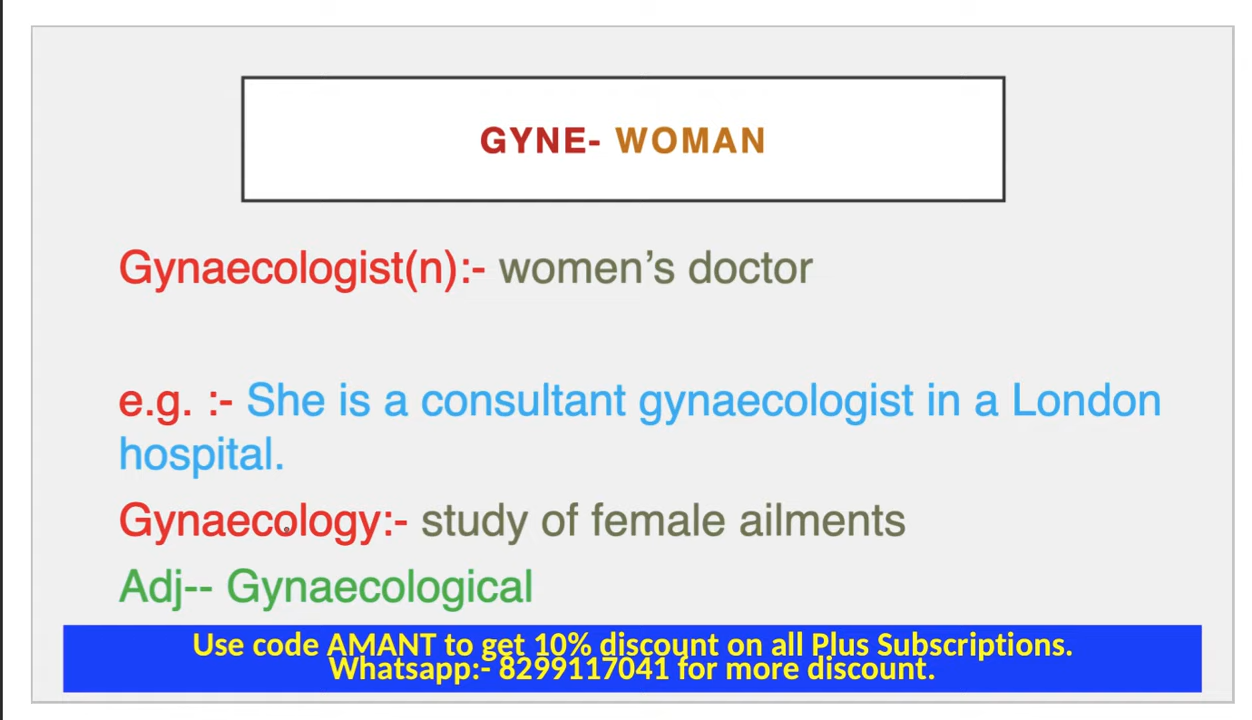 GYNE- WOMAN
Gynaecologist(n):- women’s doctor
e.g. :- She is a consultant gynaecologist in a London
hospital.
Gynaecology:- study of female ailments
Adj-- Gynaecological
Use code AMANT to get 10% discount on all Plus Subscriptions.
Whatsapp:- 8299117041 for more discount.